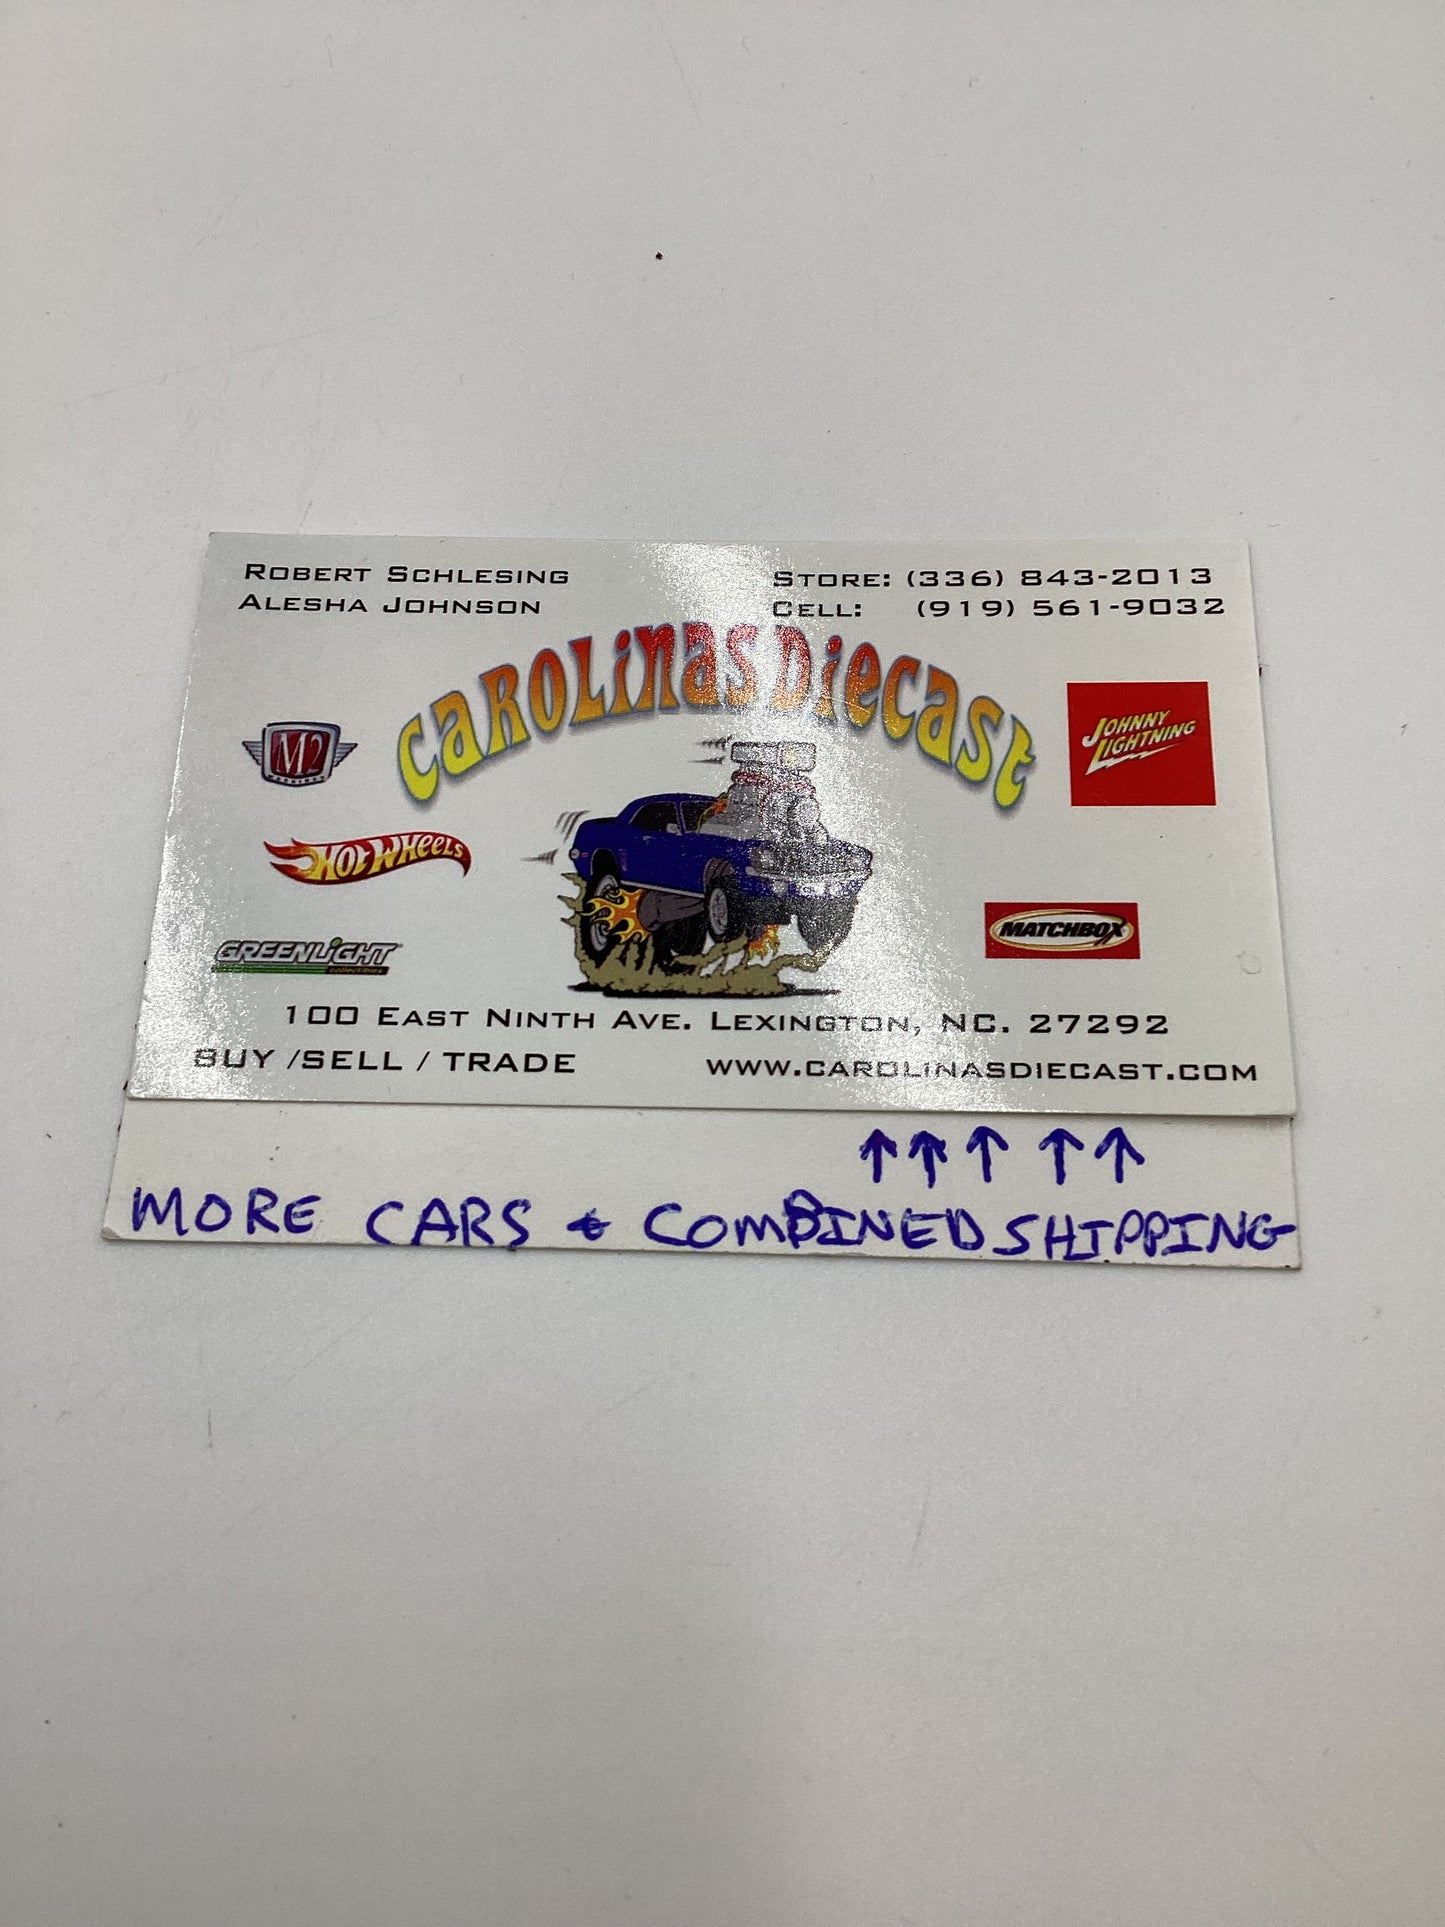 ROBERT SCHLESING
ALESHA JOHNSON
STORE: (336) 843-2013
CELL: (919) 561-9032
CAROLINAS DIECAST
M2
MACHINES
JOHNNY
LIGHTNING
HOT WHEELS
MATCHBOX
GREENLIGHT
collectibles
100 EAST NINTH AVE. LEXINGTON, NC. 27292
BUY /SELL / TRADE
WWW.CAROLINASDIECAST.COM
↑ ↑ ↑ ↑ ↑
MORE CARS & COMBINED SHIPPING